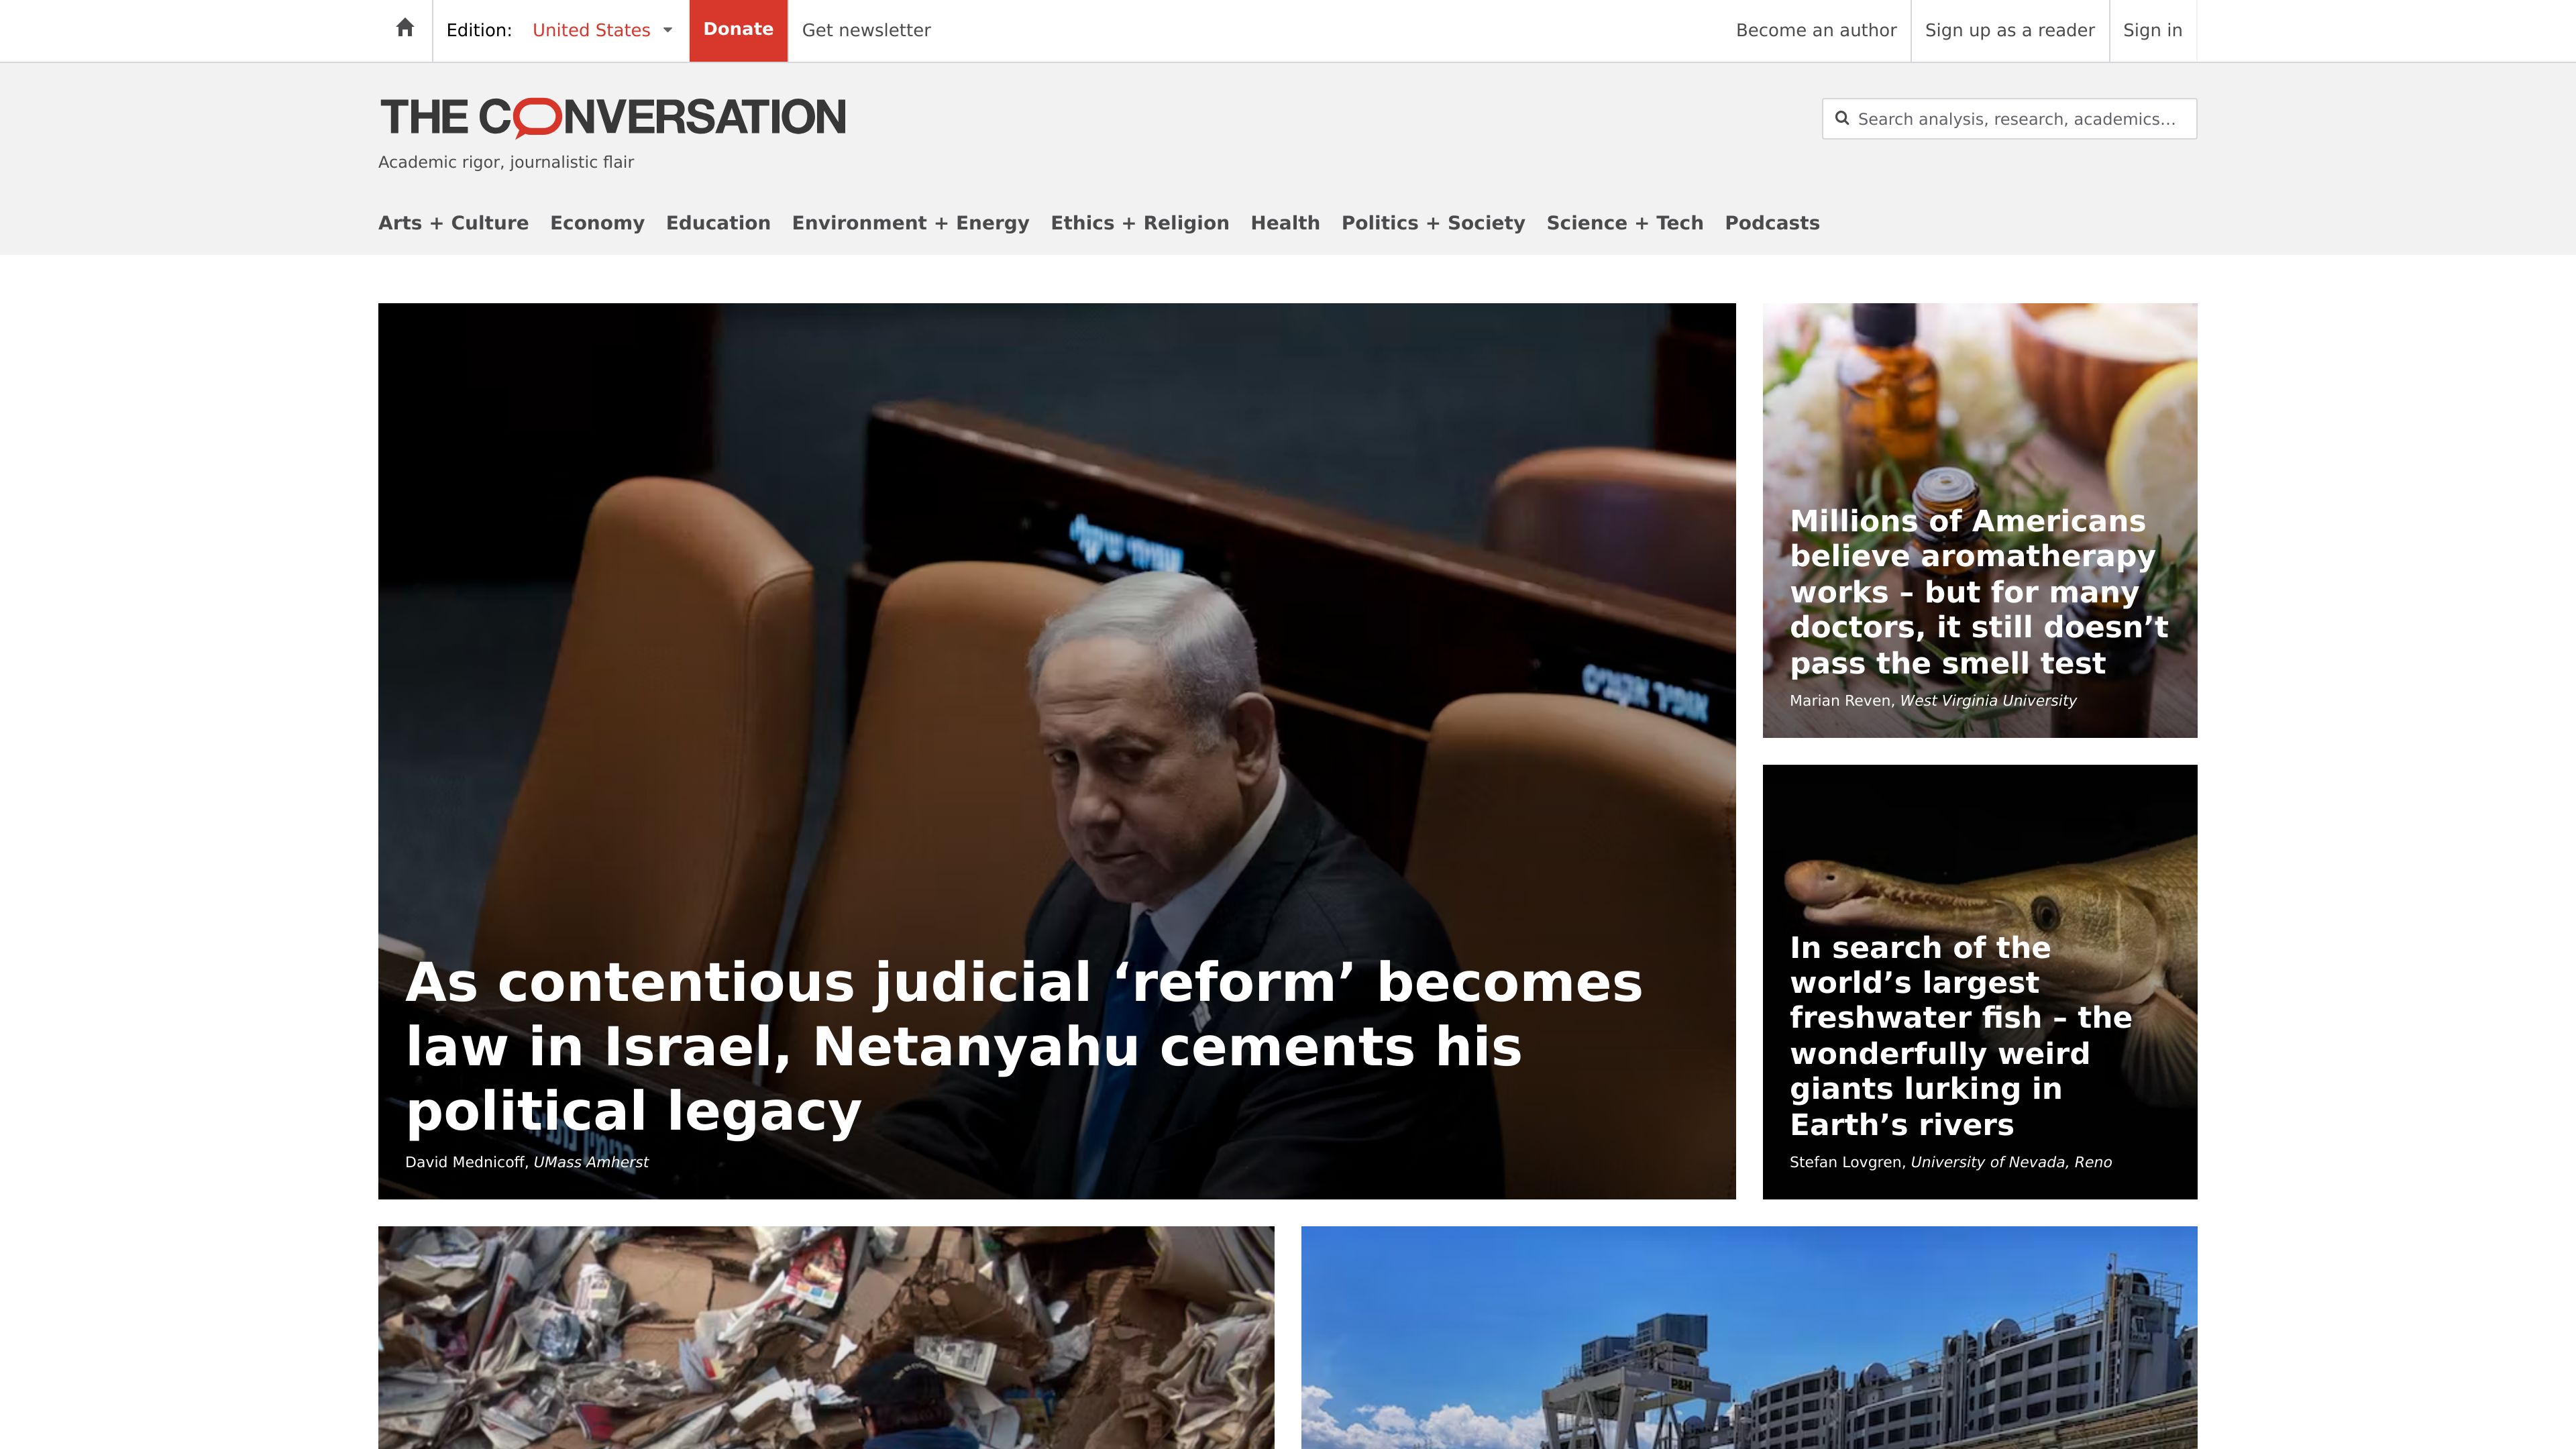 Edition: United States
Donate
Get newsletter
Become an author
Sign up as a reader
Sign in
THE CONVERSATION
Search analysis, research, academics…
Academic rigor, journalistic flair
Arts + Culture Economy Education Environment + Energy Ethics + Religion Health Politics + Society Science + Tech Podcasts
אופיר אקוניס
As contentious judicial ‘reform’ becomes
law in Israel, Netanyahu cements his
political legacy
David Mednicoff, UMass Amherst
Millions of Americans
believe aromatherapy
works – but for many
doctors, it still doesn’t
pass the smell test
Marian Reven, West Virginia University
In search of the
world’s largest
freshwater fish – the
wonderfully weird
giants lurking in
Earth’s rivers
Stefan Lovgren, University of Nevada, Reno
P&H